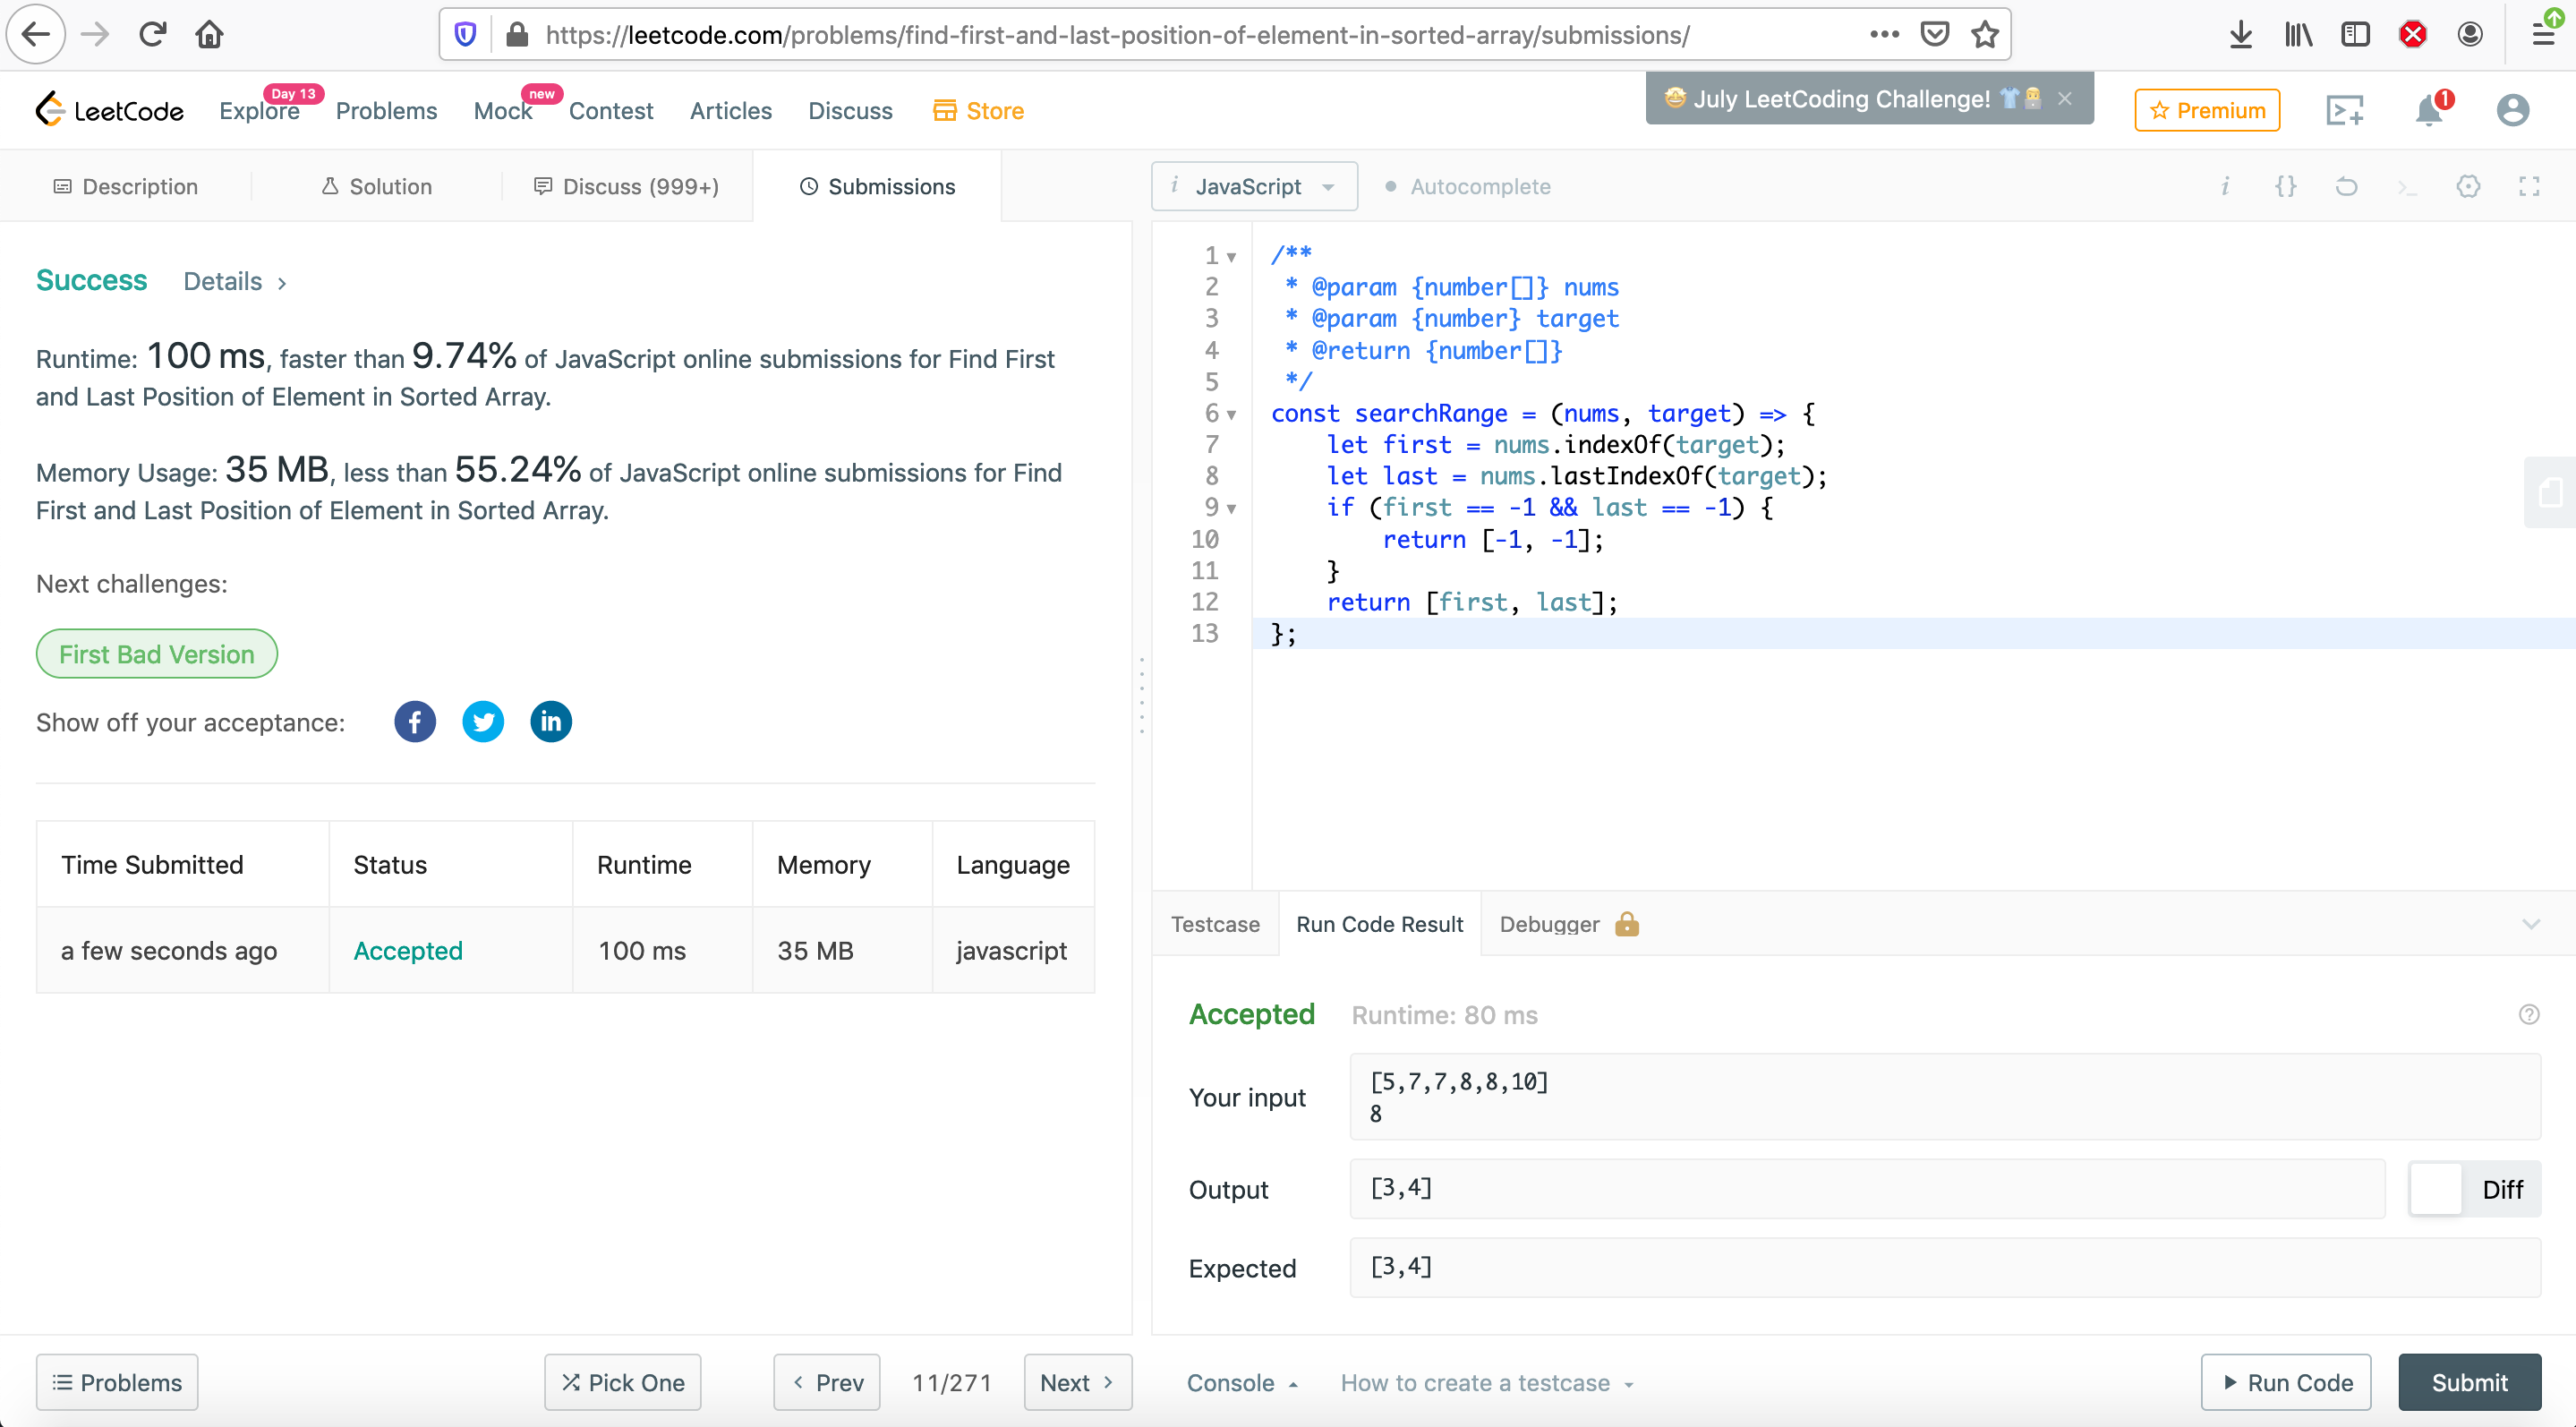 https://leetcode.com/problems/find-first-and-last-position-of-element-in-sorted-array/submissions/
LeetCode Explore Day 13 Problems Mock new Contest Articles Discuss Store
July LeetCoding Challenge!
Premium 1
Description Solution Discuss (999+) Submissions
i JavaScript Autocomplete i {} >_
Success Details >
Runtime: 100 ms, faster than 9.74% of JavaScript online submissions for Find First
and Last Position of Element in Sorted Array.
Memory Usage: 35 MB, less than 55.24% of JavaScript online submissions for Find
First and Last Position of Element in Sorted Array.
Next challenges:
First Bad Version
Show off your acceptance:
Time Submitted Status Runtime Memory Language
a few seconds ago Accepted 100 ms 35 MB javascript
1 /**
2 * @param {number[]} nums
3 * @param {number} target
4 * @return {number[]}
5 */
6 const searchRange = (nums, target) => {
7 let first = nums.indexOf(target);
8 let last = nums.lastIndexOf(target);
9 if (first == -1 && last == -1) {
10 return [-1, -1];
11 }
12 return [first, last];
13 };
Testcase Run Code Result Debugger
Accepted Runtime: 80 ms
Your input
[5,7,7,8,8,10]
8
Output [3,4] Diff
Expected [3,4]
Problems Pick One < Prev 11/271 Next >
Console How to create a testcase Run Code Submit